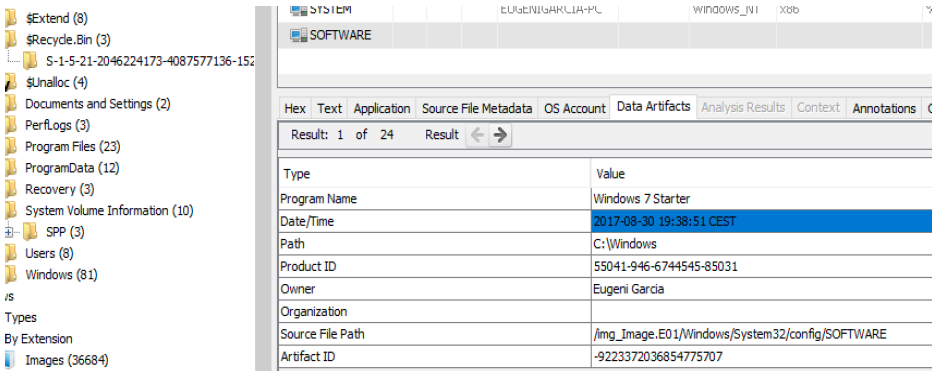 $Extend (8)
$Recycle.Bin (3)
S-1-5-21-2046224173-4087577136-152
$Unalloc (4)
Documents and Settings (2)
PerfLogs (3)
Program Files (23)
ProgramData (12)
Recovery (3)
System Volume Information (10)
SPP (3)
Users (8)
Windows (81)
Types
By Extension
Images (36684)
SYSTEM EUGENIGARCIA-PC Windows_NT x86
SOFTWARE
Hex Text Application Source File Metadata OS Account Data Artifacts Analysis Results Context Annotations
Result: 1 of 24 Result
Type Value
Program Name Windows 7 Starter
Date/Time 2017-08-30 19:38:51 CEST
Path C:\Windows
Product ID 55041-946-6744545-85031
Owner Eugeni Garcia
Organization
Source File Path /img_Image.E01/Windows/System32/config/SOFTWARE
Artifact ID -9223372036854775707